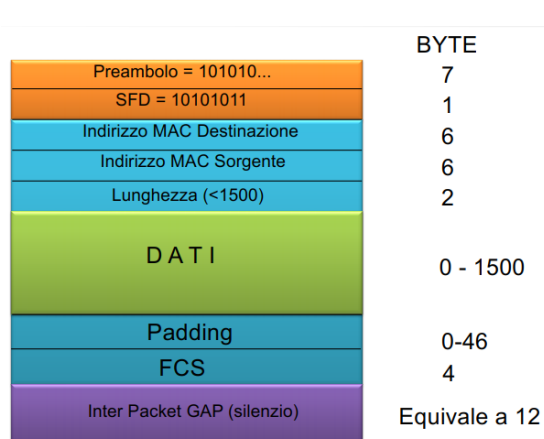 BYTE
Preambolo = 101010... 7
SFD = 10101011 1
Indirizzo MAC Destinazione 6
Indirizzo MAC Sorgente 6
Lunghezza (<1500) 2
D A T I 0 - 1500
Padding 0-46
FCS 4
Inter Packet GAP (silenzio) Equivale a 12